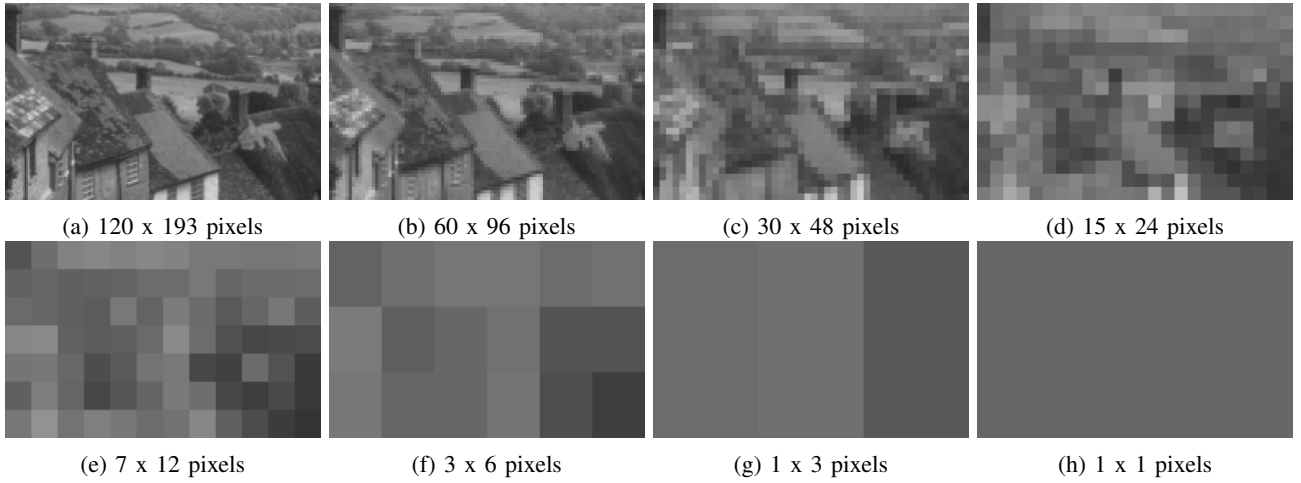 (a) 120 x 193 pixels
(b) 60 x 96 pixels
(c) 30 x 48 pixels
(d) 15 x 24 pixels
(e) 7 x 12 pixels
(f) 3 x 6 pixels
(g) 1 x 3 pixels
(h) 1 x 1 pixels